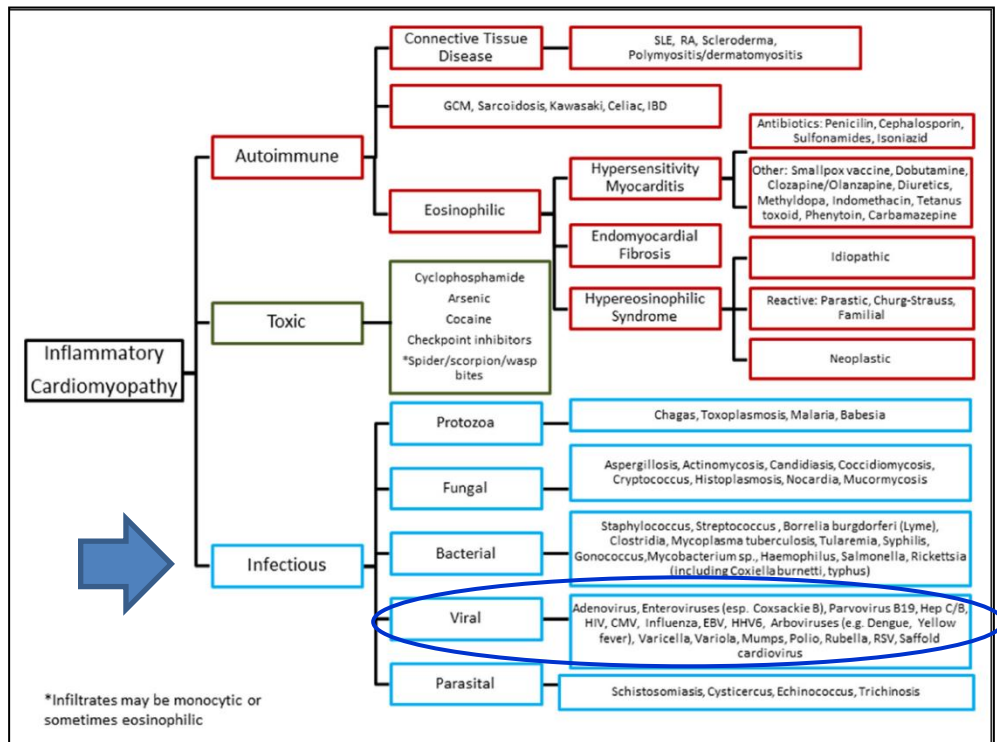 Connective Tissue
Disease
SLE, RA, Scleroderma,
Polymyositis/dermatomyositis
GCM, Sarcoidosis, Kawasaki, Celiac, IBD
Autoimmune
Eosinophilic
Hypersensitivity
Myocarditis
Antibiotics: Penicilin, Cephalosporin,
Sulfonamides, Isoniazid
Other: Smallpox vaccine, Dobutamine,
Clozapine/Olanzapine, Diuretics,
Methyldopa, Indomethacin, Tetanus
toxoid, Phenytoin, Carbamazepine
Endomyocardial
Fibrosis
Hypereosinophilic
Syndrome
Idiopathic
Reactive: Parastic, Churg-Strauss,
Familial
Neoplastic
Toxic
Cyclophosphamide
Arsenic
Cocaine
Checkpoint inhibitors
*Spider/scorpion/wasp
bites
Inflammatory
Cardiomyopathy
Infectious
Protozoa
Chagas, Toxoplasmosis, Malaria, Babesia
Fungal
Aspergillosis, Actinomycosis, Candidiasis, Coccidiomycosis,
Cryptococcus, Histoplasmosis, Nocardia, Mucormycosis
Bacterial
Staphylococcus, Streptococcus , Borrelia burgdorferi (Lyme),
Clostridia, Mycoplasma tuberculosis, Tularemia, Syphilis,
Gonococcus,Mycobacterium sp., Haemophilus, Salmonella, Rickettsia
(including Coxiella burnetti, typhus)
Viral
Adenovirus, Enteroviruses (esp. Coxsackie B), Parvovirus B19, Hep C/B,
HIV, CMV, Influenza, EBV, HHV6, Arboviruses (e.g. Dengue, Yellow
fever), Varicella, Variola, Mumps, Polio, Rubella, RSV, Saffold
cardiovirus
Parasital
Schistosomiasis, Cysticercus, Echinococcus, Trichinosis
*Infiltrates may be monocytic or
sometimes eosinophilic